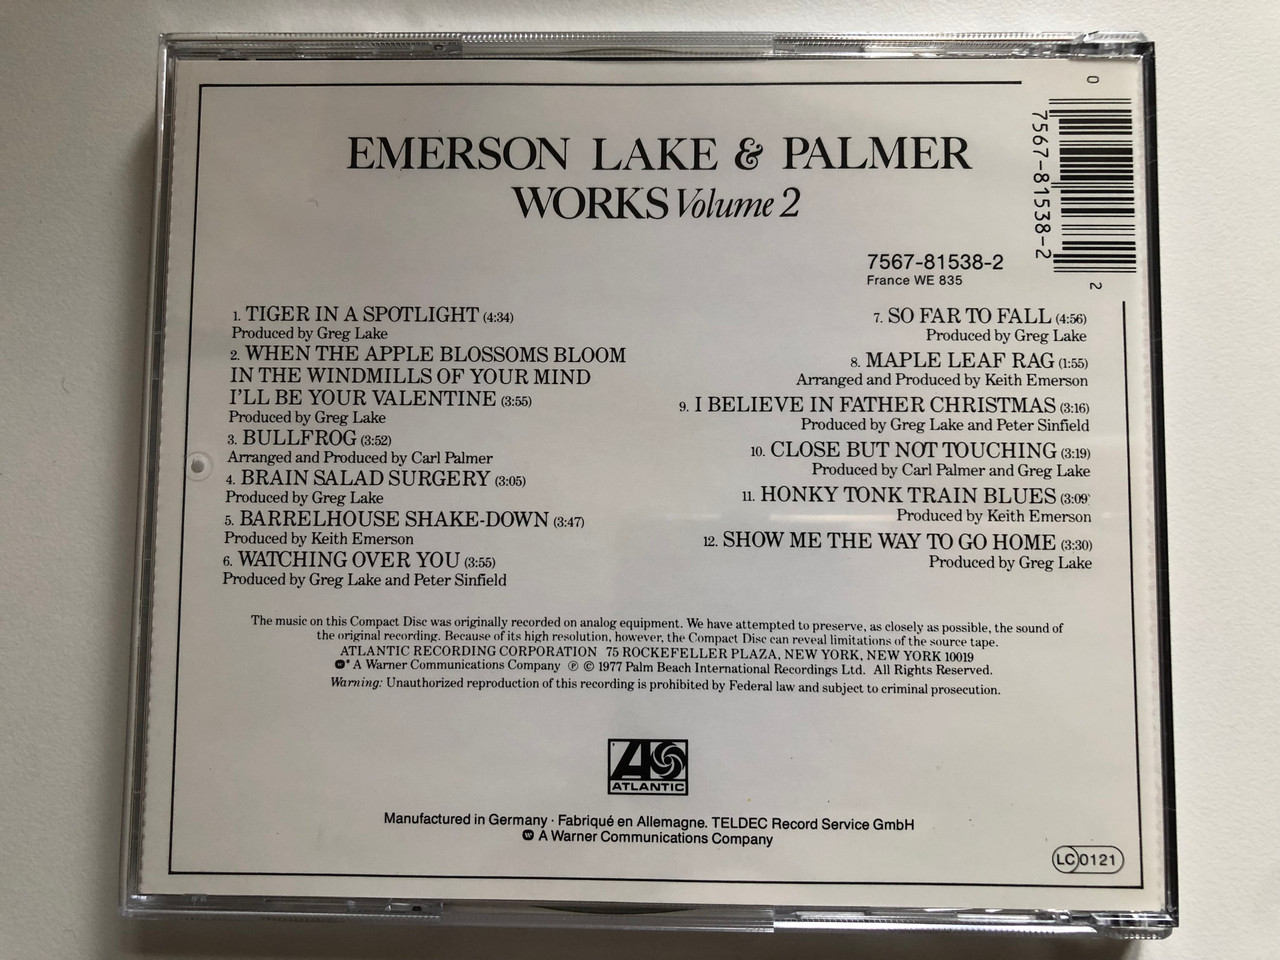 EMERSON LAKE & PALMER
WORKS Volume 2
0
7567-81538-2
2
7567-81538-2
France WE 835
1. TIGER IN A SPOTLIGHT (4:34)
Produced by Greg Lake
2. WHEN THE APPLE BLOSSOMS BLOOM
IN THE WINDMILLS OF YOUR MIND
I'LL BE YOUR VALENTINE (3:55)
Produced by Greg Lake
3. BULLFROG (3:52)
Arranged and Produced by Carl Palmer
4. BRAIN SALAD SURGERY (3:05)
Produced by Greg Lake
5. BARRELHOUSE SHAKE-DOWN (3:47)
Produced by Keith Emerson
6. WATCHING OVER YOU (3:55)
Produced by Greg Lake and Peter Sinfield
7. SO FAR TO FALL (4:56)
Produced by Greg Lake
8. MAPLE LEAF RAG (1:55)
Arranged and Produced by Keith Emerson
9. I BELIEVE IN FATHER CHRISTMAS (3:16)
Produced by Greg Lake and Peter Sinfield
10. CLOSE BUT NOT TOUCHING (3:19)
Produced by Carl Palmer and Greg Lake
11. HONKY TONK TRAIN BLUES (3:09)
Produced by Keith Emerson
12. SHOW ME THE WAY TO GO HOME (3:30)
Produced by Greg Lake
The music on this Compact Disc was originally recorded on analog equipment. We have attempted to preserve, as closely as possible, the sound of
the original recording. Because of its high resolution, however, the Compact Disc can reveal limitations of the source tape.
ATLANTIC RECORDING CORPORATION 75 ROCKEFELLER PLAZA, NEW YORK, NEW YORK 10019
A Warner Communications Company ℗ © 1977 Palm Beach International Recordings Ltd. All Rights Reserved.
Warning: Unauthorized reproduction of this recording is prohibited by Federal law and subject to criminal prosecution.
ATLANTIC
Manufactured in Germany · Fabriqué en Allemagne. TELDEC Record Service GmbH
A Warner Communications Company
LC 0121